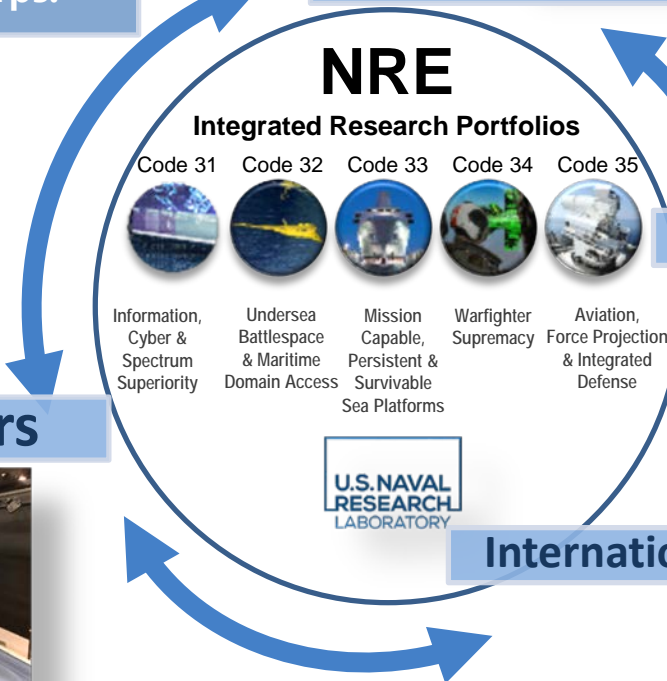 ps.
NRE
Integrated Research Portfolios
Code 31 Code 32 Code 33 Code 34 Code 35
Information,
Cyber &
Spectrum
Superiority
Undersea
Battlespace
& Maritime
Domain Access
Mission
Capable,
Persistent &
Survivable
Sea Platforms
Warfighter
Supremacy
Aviation,
Force Projection
& Integrated
Defense
rs
U.S. NAVAL
RESEARCH
LABORATORY